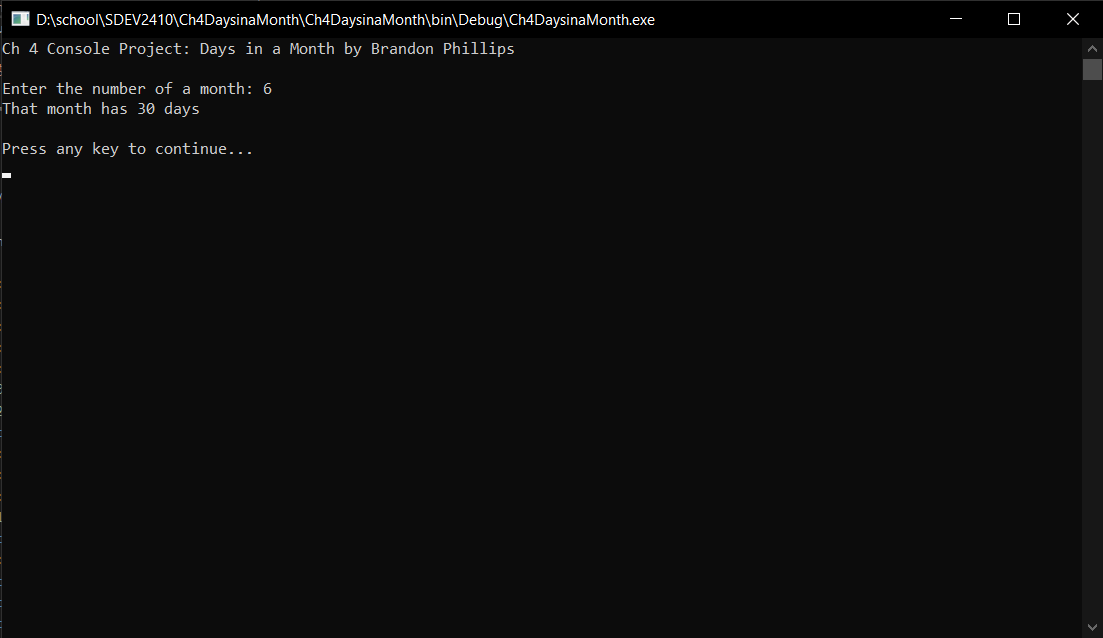 D:\school\SDEV2410\Ch4DaysinaMonth\Ch4DaysinaMonth\bin\Debug\Ch4DaysinaMonth.exe
Ch 4 Console Project: Days in a Month by Brandon Phillips
Enter the number of a month: 6
That month has 30 days
Press any key to continue...